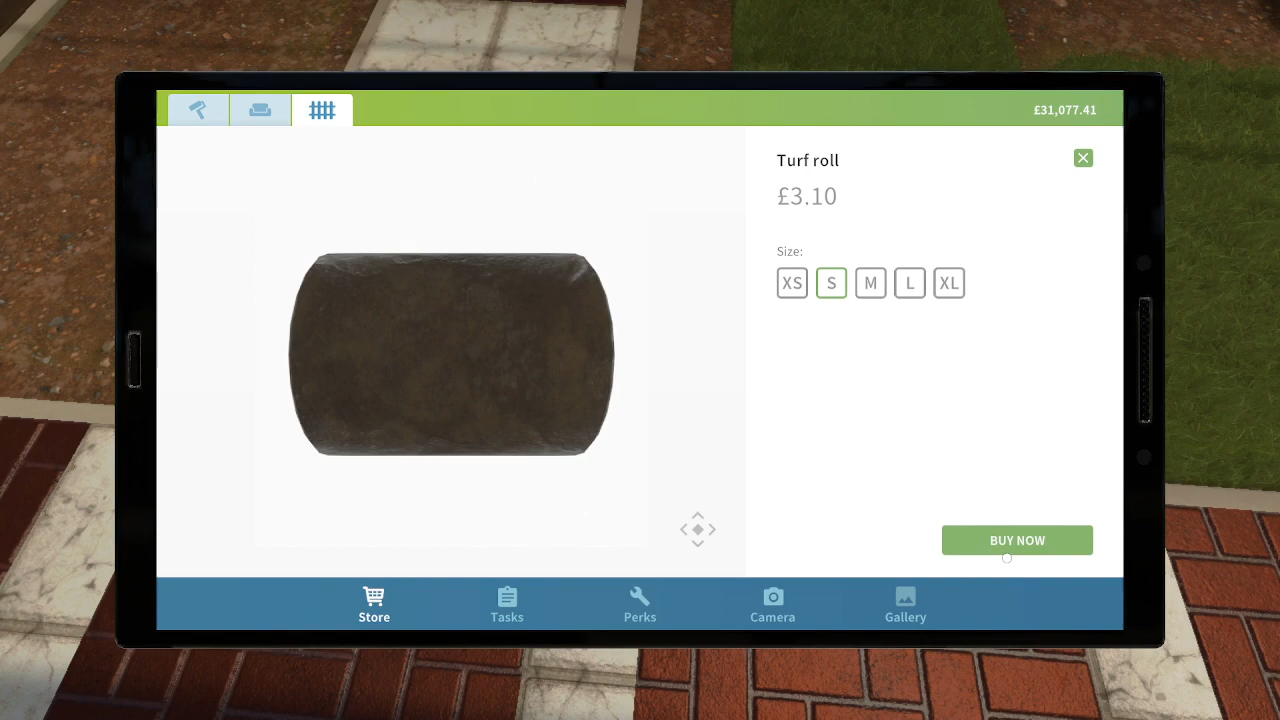 £31,077.41
Turf roll
£3.10
Size:
XS S M L XL
BUY NOW
Store Tasks Perks Camera Gallery